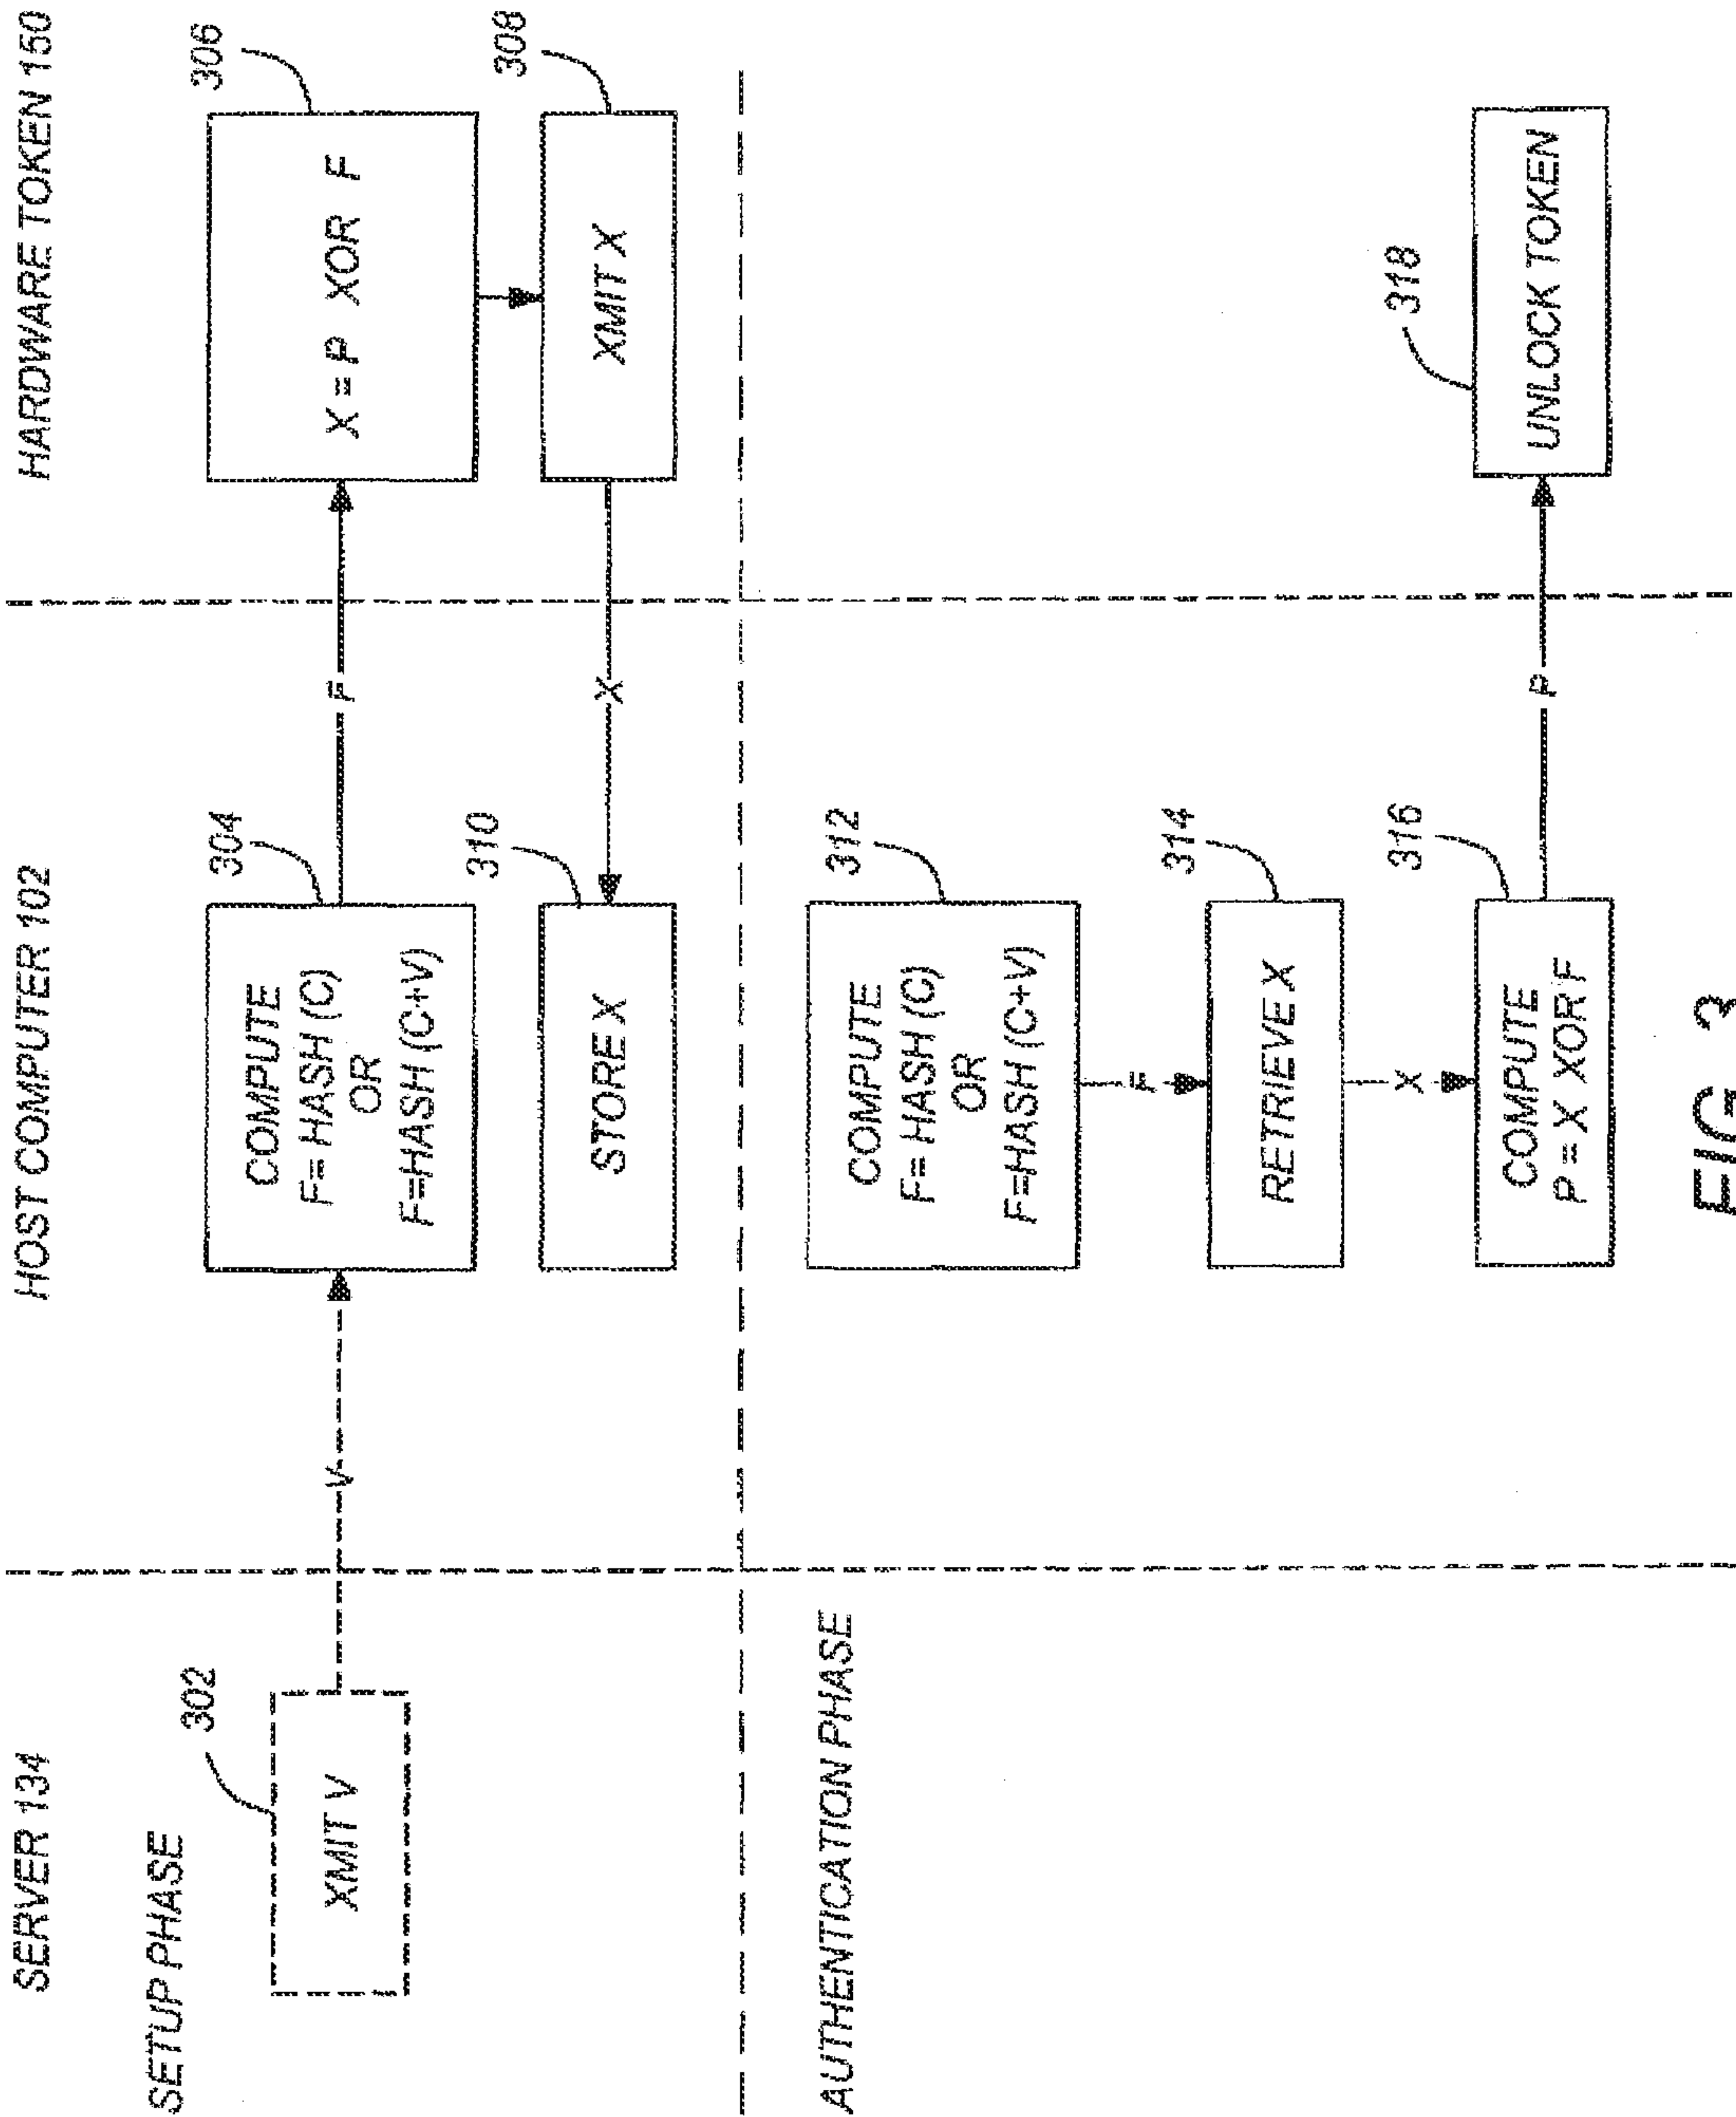 SERVER 134
HOST COMPUTER 102
HARDWARE TOKEN 150
SETUP PHASE
302
XMIT V
V
304
COMPUTE
F= HASH (C)
OR
F=HASH (C+V)
F
306
X = P XOR F
308
XMIT X
X
310
STORE X
AUTHENTICATION PHASE
312
COMPUTE
F= HASH (C)
OR
F=HASH (C+V)
F
314
RETRIEVE X
X
316
COMPUTE
P = X XOR F
P
318
UNLOCK TOKEN
FIG. 3